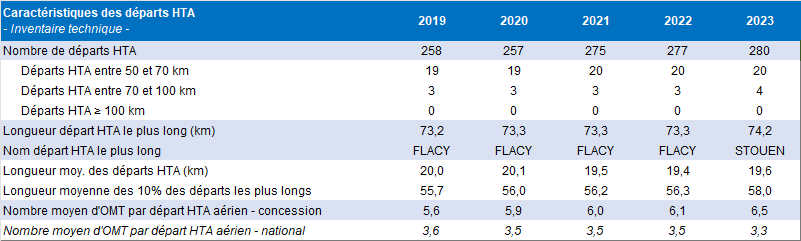 Caractéristiques des départs HTA
- Inventaire technique - 2019 2020 2021 2022 2023
Nombre de départs HTA 258 257 275 277 280
Départs HTA entre 50 et 70 km 19 19 20 20 20
Départs HTA entre 70 et 100 km 3 3 3 3 4
Départs HTA ≥ 100 km 0 0 0 0 0
Longueur départ HTA le plus long (km) 73,2 73,3 73,3 73,3 74,2
Nom départ HTA le plus long FLACY FLACY FLACY FLACY STOUEN
Longueur moy. des départs HTA (km) 20,0 20,1 19,5 19,4 19,6
Longueur moyenne des 10% des départs les plus longs 55,7 56,0 56,2 56,3 58,0
Nombre moyen d'OMT par départ HTA aérien - concession 5,6 5,9 6,0 6,1 6,5
Nombre moyen d'OMT par départ HTA aérien - national 3,6 3,5 3,5 3,5 3,3